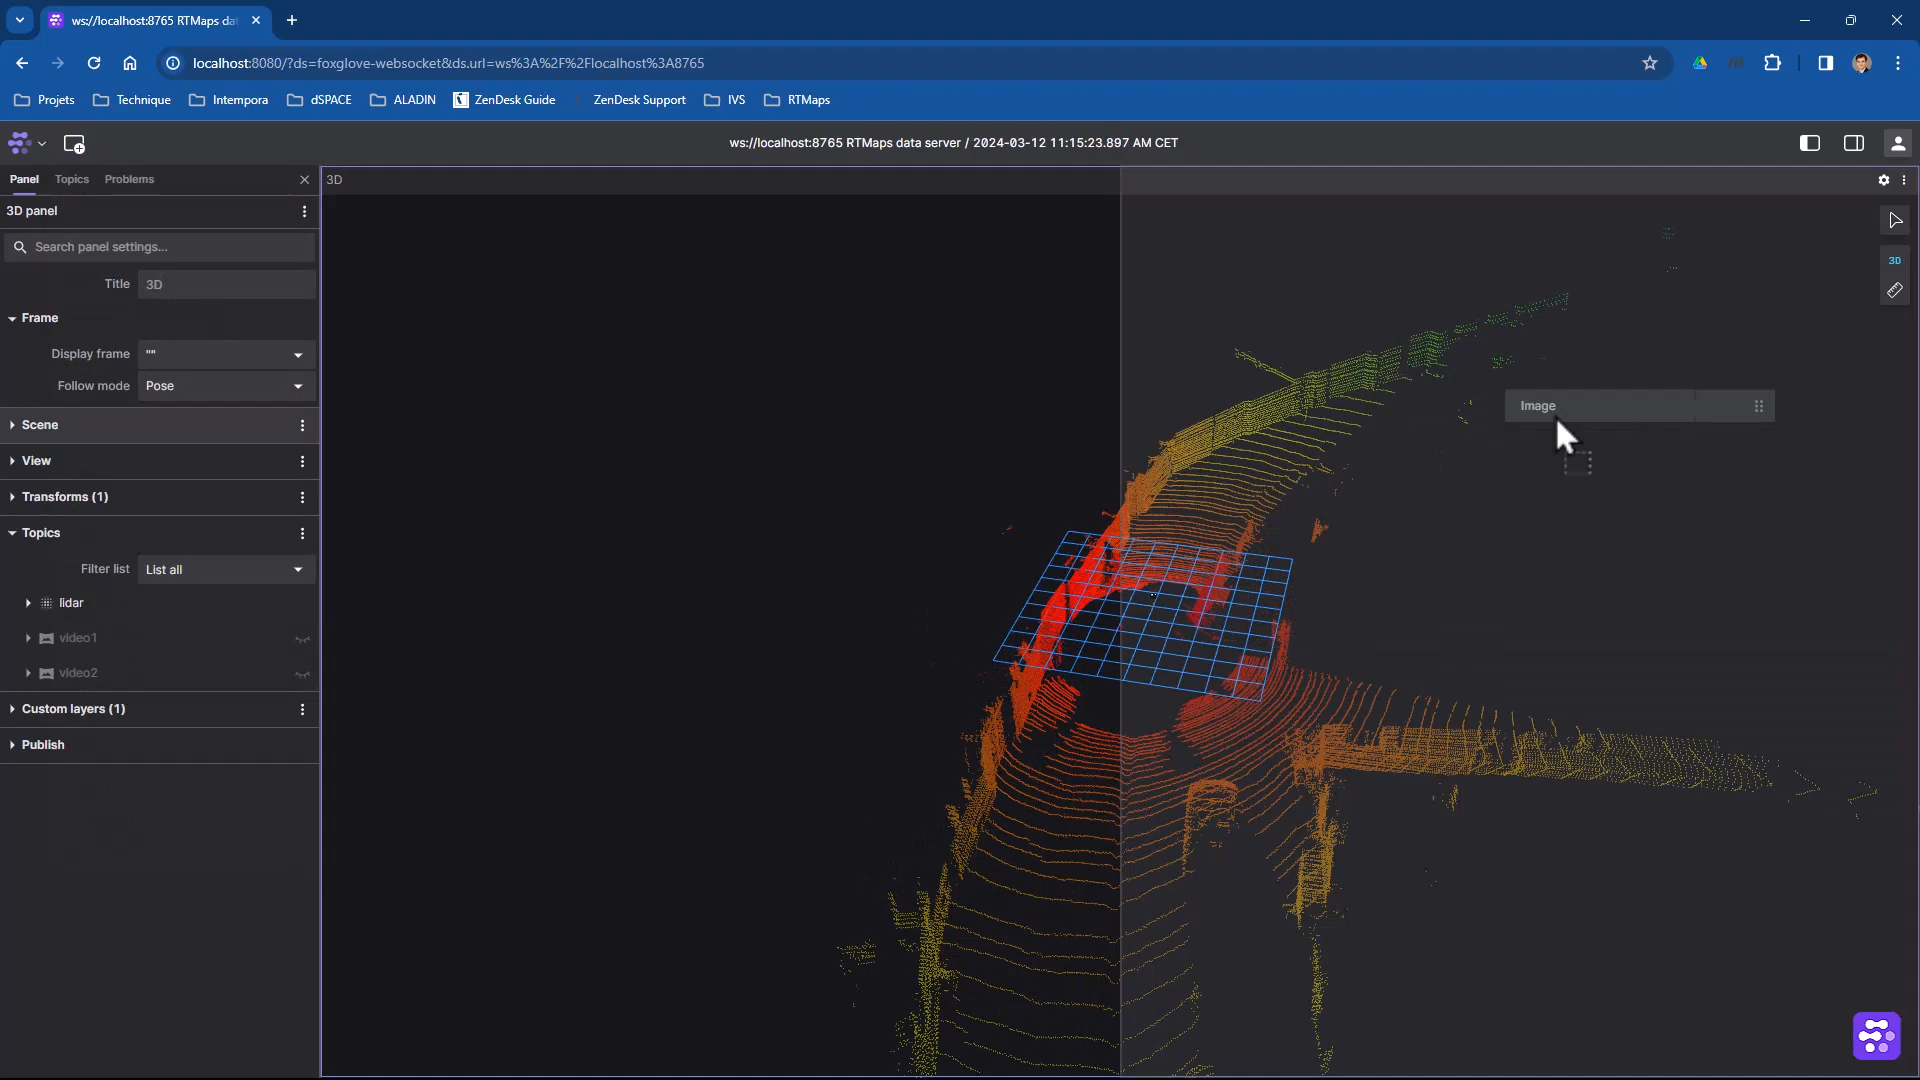 ws://localhost:8765 RTMaps da
localhost:8080/?ds=foxglove-websocket&ds.url=ws%3A%2F%2Flocalhost%3A8765
Projets Technique Intempora dSPACE ALADIN ZenDesk Guide ZenDesk Support IVS RTMaps
ws://localhost:8765 RTMaps data server / 2024-03-12 11:15:23.897 AM CET
Panel Topics Problems
3D
3D panel
Search panel settings...
3D
Title 3D
Frame
Display frame ""
Follow mode Pose
Image
Scene
View
Transforms (1)
Topics
Filter list List all
lidar
video1
video2
Custom layers (1)
Publish